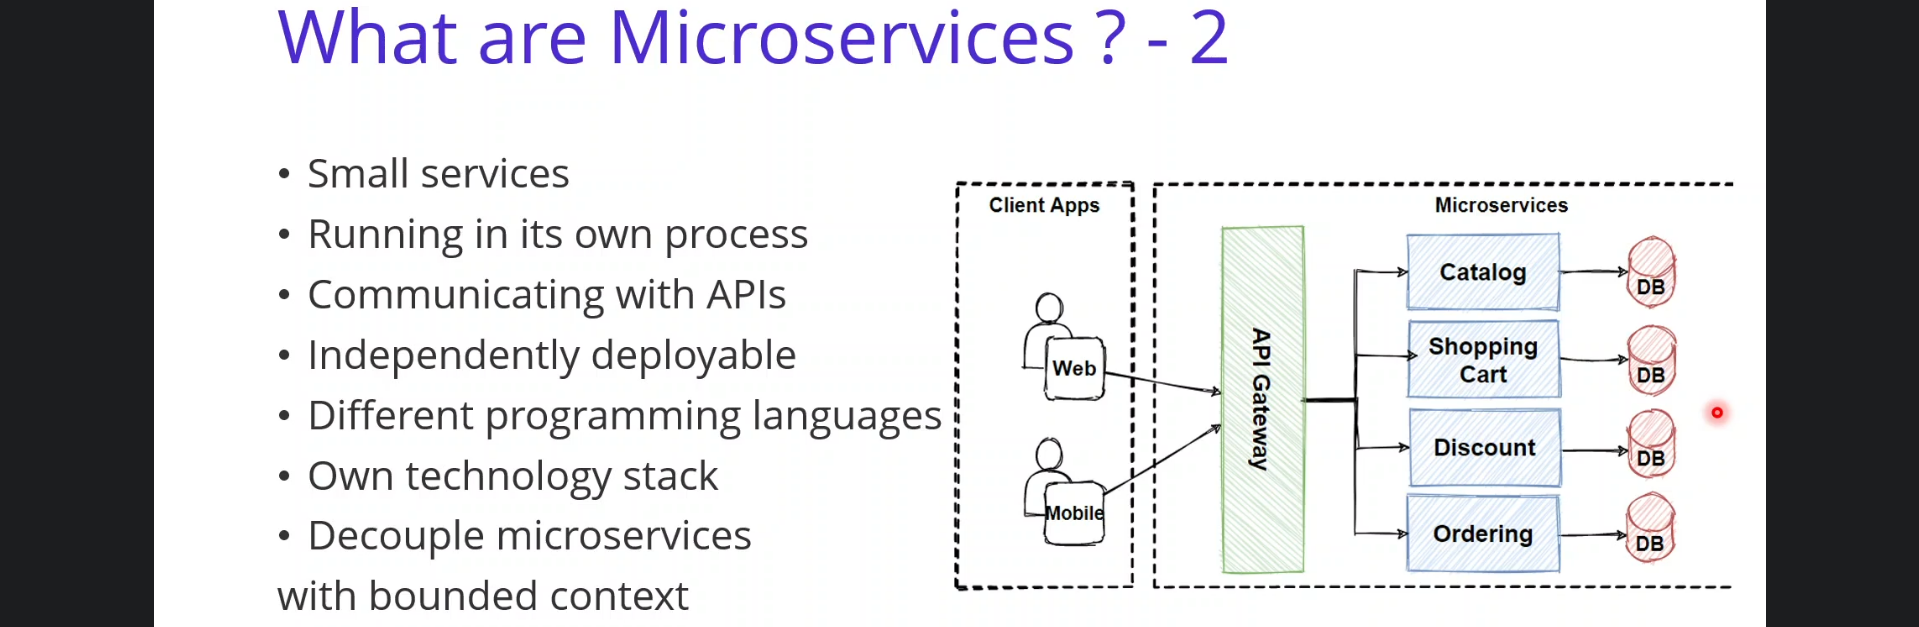 What are Microservices ? - 2
• Small services
• Running in its own process
• Communicating with APIs
• Independently deployable
• Different programming languages
• Own technology stack
• Decouple microservices
with bounded context
Client Apps
Web
Mobile
Microservices
API Gateway
Catalog
DB
Shopping
Cart
DB
Discount
DB
Ordering
DB